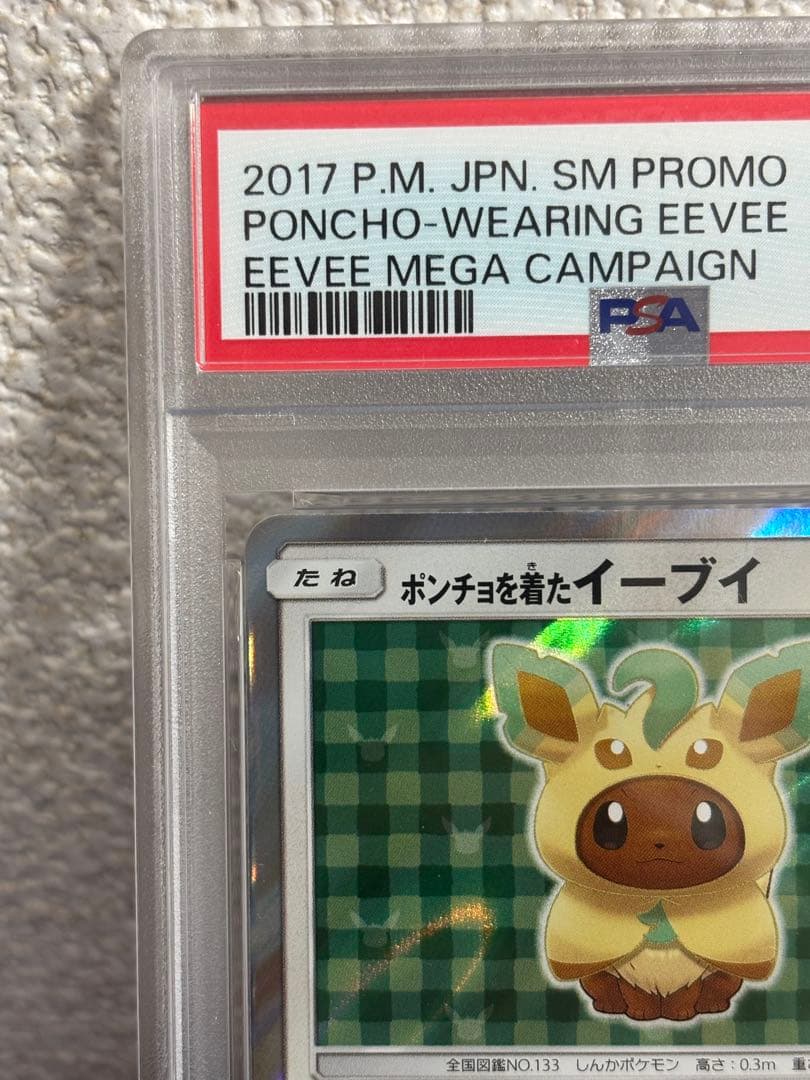 2017 P.M. JPN. SM PROMO
PONCHO-WEARING EEVEE
EEVEE MEGA CAMPAIGN
PSA
たね
ポンチョを着たイーブイ
全国図鑑NO.133 しんかポケモン 高さ:0.3m 重